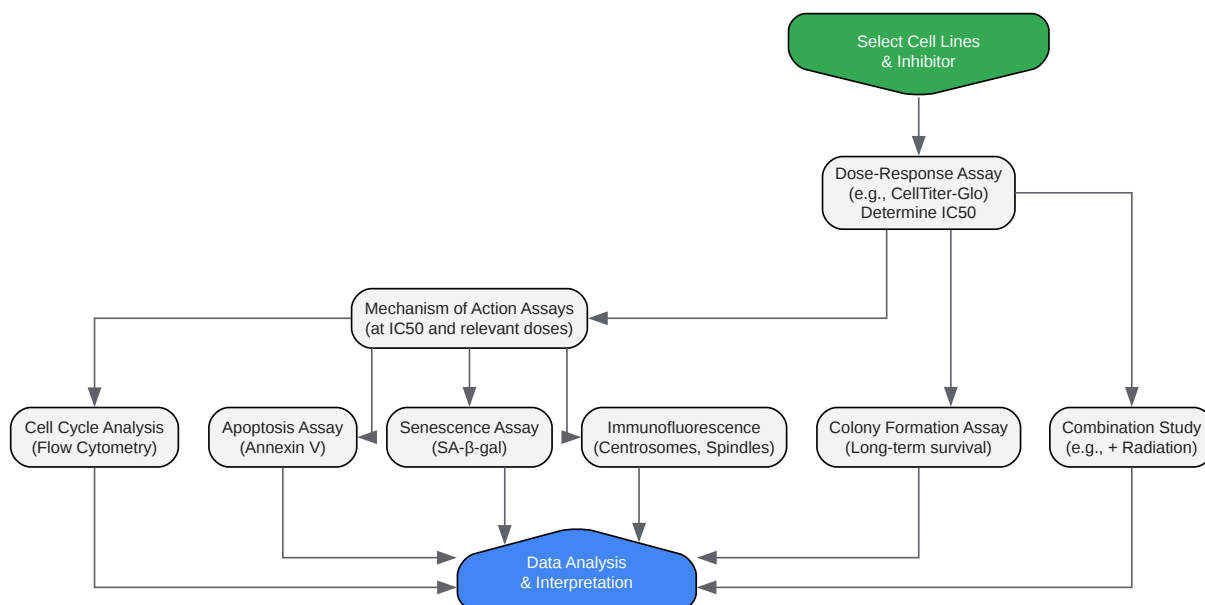 Select Cell Lines
& Inhibitor
Dose-Response Assay
(e.g., CellTiter-Glo)
Determine IC50
Mechanism of Action Assays
(at IC50 and relevant doses)
Cell Cycle Analysis
(Flow Cytometry)
Apoptosis Assay
(Annexin V)
Senescence Assay
(SA-β-gal)
Immunofluorescence
(Centrosomes, Spindles)
Colony Formation Assay
(Long-term survival)
Combination Study
(e.g., + Radiation)
Data Analysis
& Interpretation